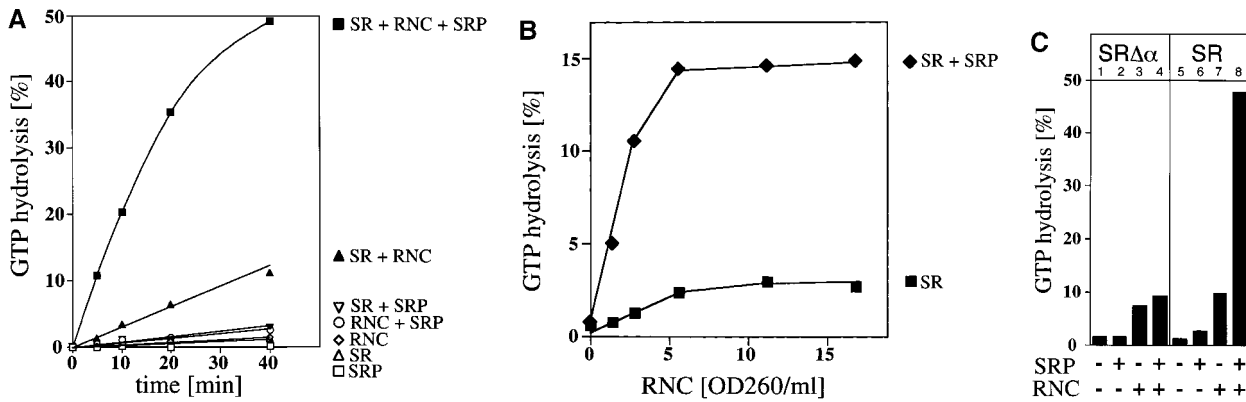 A
GTP hydrolysis [%]
50
40
30
20
10
0
0 10 20 30 40
time [min]
SR + RNC + SRP
SR + RNC
SR + SRP
RNC + SRP
RNC
SR
SRP
B
GTP hydrolysis [%]
15
10
5
0
0 5 10 15
RNC [OD260/ml]
SR + SRP
SR
C
SRΔα SR
1 2 3 4 5 6 7 8
GTP hydrolysis [%]
50
40
30
20
10
0
SRP - + - + - + - +
RNC - - + + - - + +